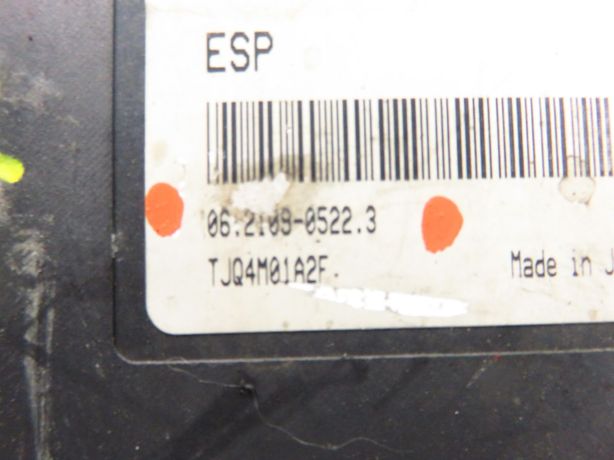 ESP
06.2109-0522.3
TJQ4M01A2F.
Made in J